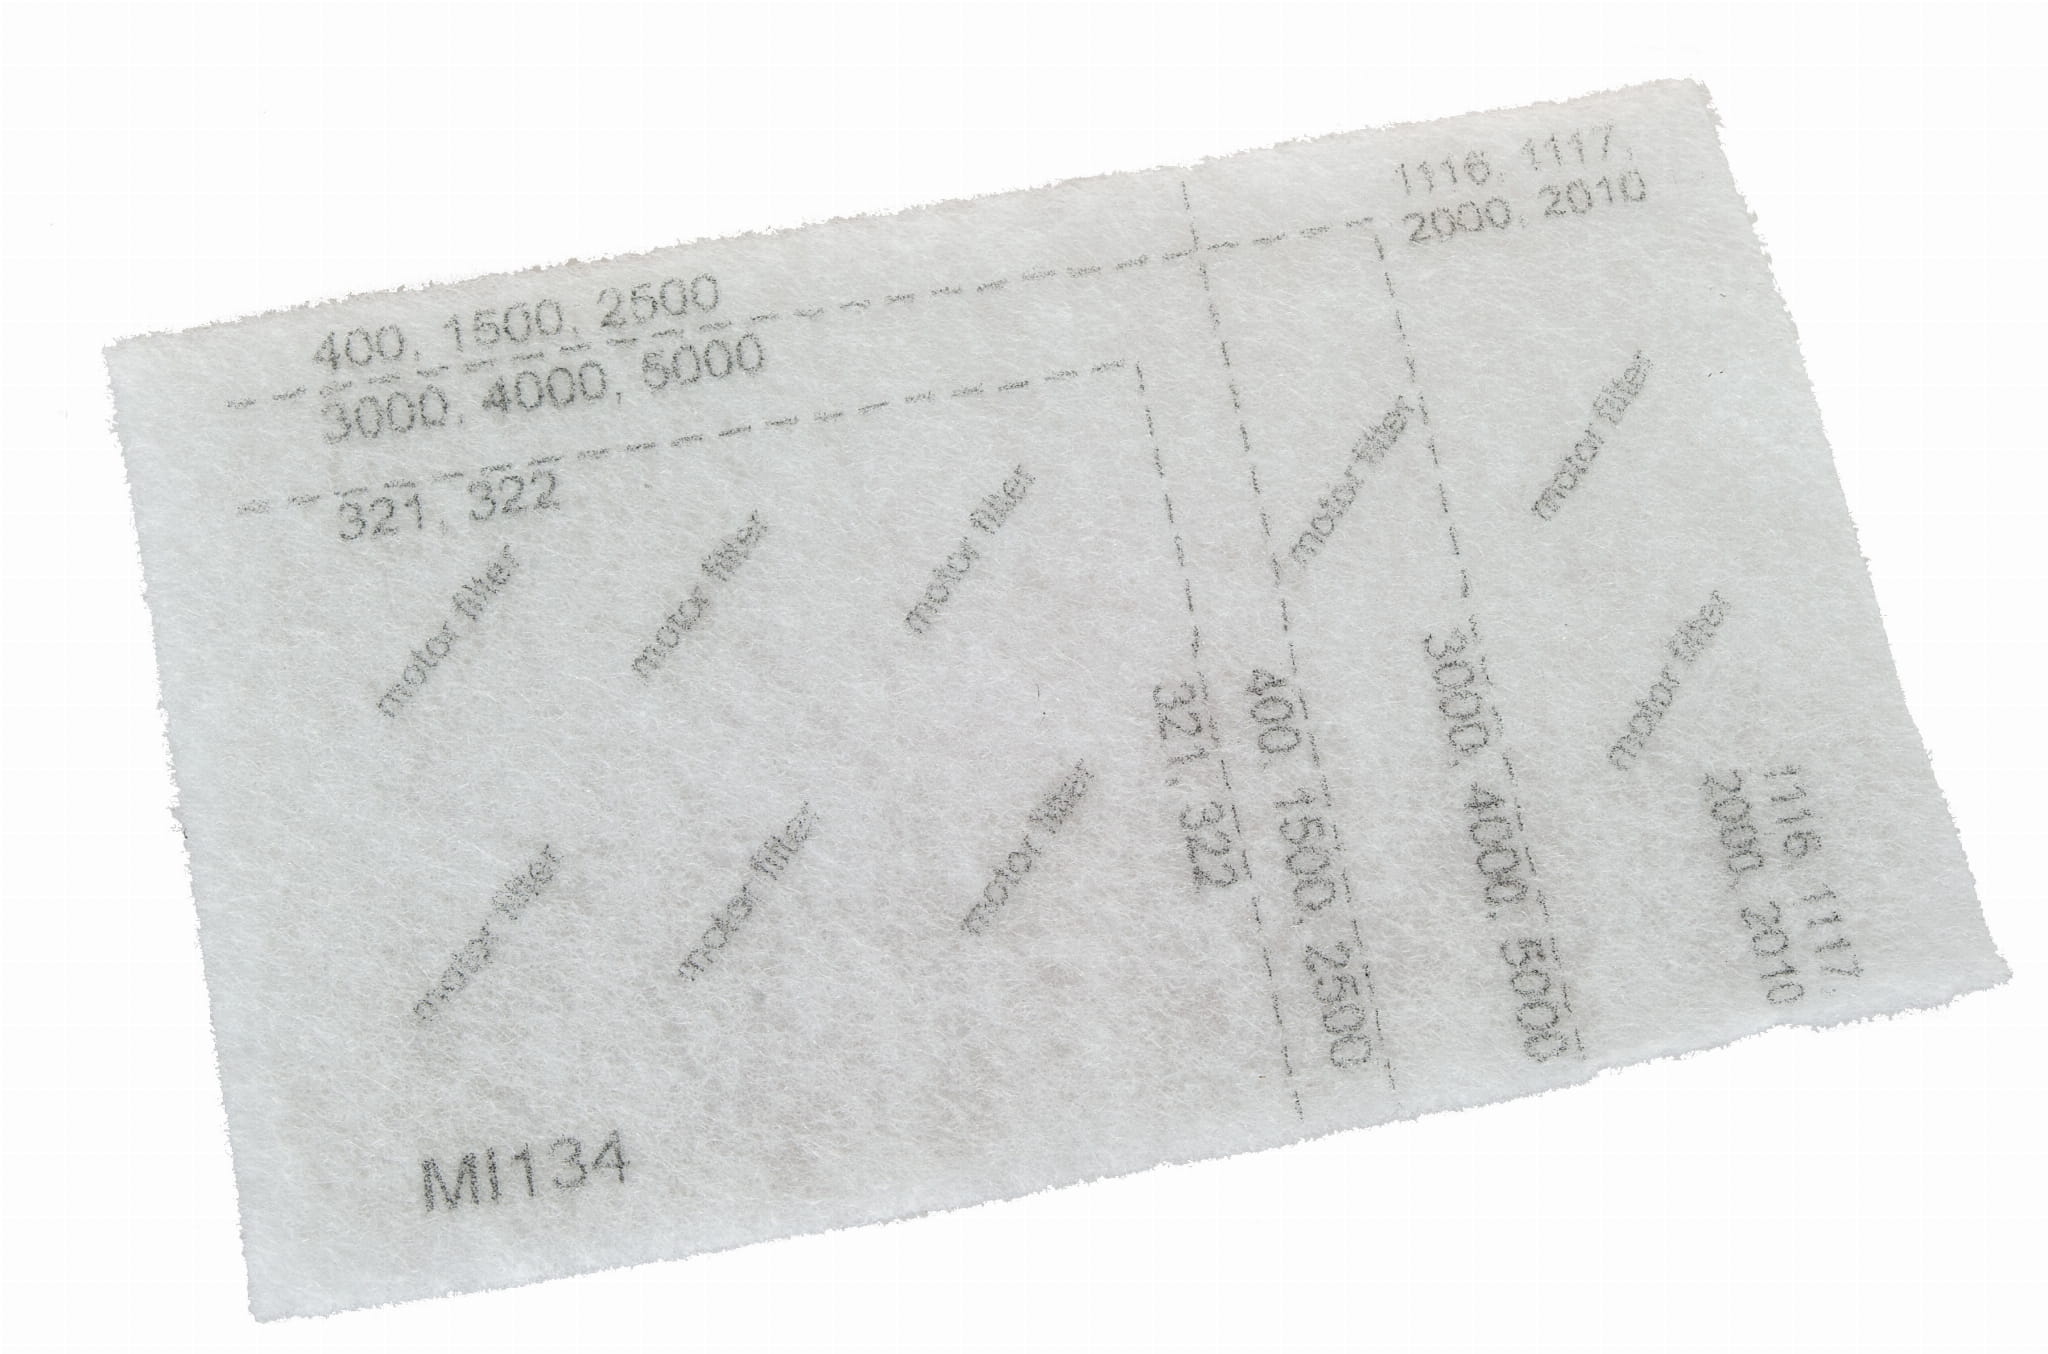 1116, 1117,
2000, 2010
400, 1500, 2500
3000, 4000, 5000
321, 322
motor filter
motor filter
motor filter
motor filter
motor filter
motor filter
motor filter
motor filter
motor filter
321, 322
400, 1500, 2500
3000, 4000, 5000
1116, 1117,
2000, 2010
MI134